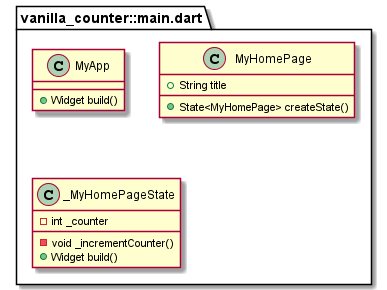 vanilla_counter::main.dart
C MyApp
Widget build()
C MyHomePage
String title
State<MyHomePage> createState()
C _MyHomePageState
int _counter
void _incrementCounter()
Widget build()